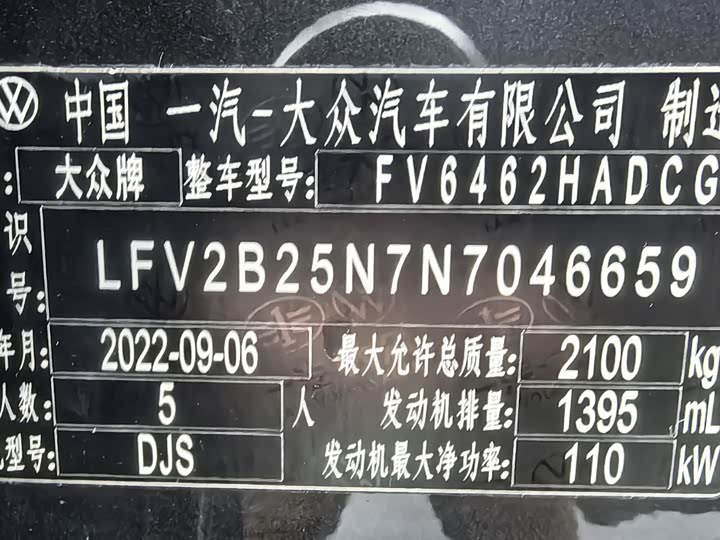 中国 一汽-大众汽车有限公司 制造
: 大众牌 整车型号: FV6462HADCG
识
号: LFV2B25N7N7046659
年月: 2022-09-06 最大允许总质量: 2100 kg
人数: 5 人 发动机排量: 1395 mL
型号: DJS 发动机最大净功率: 110 kW